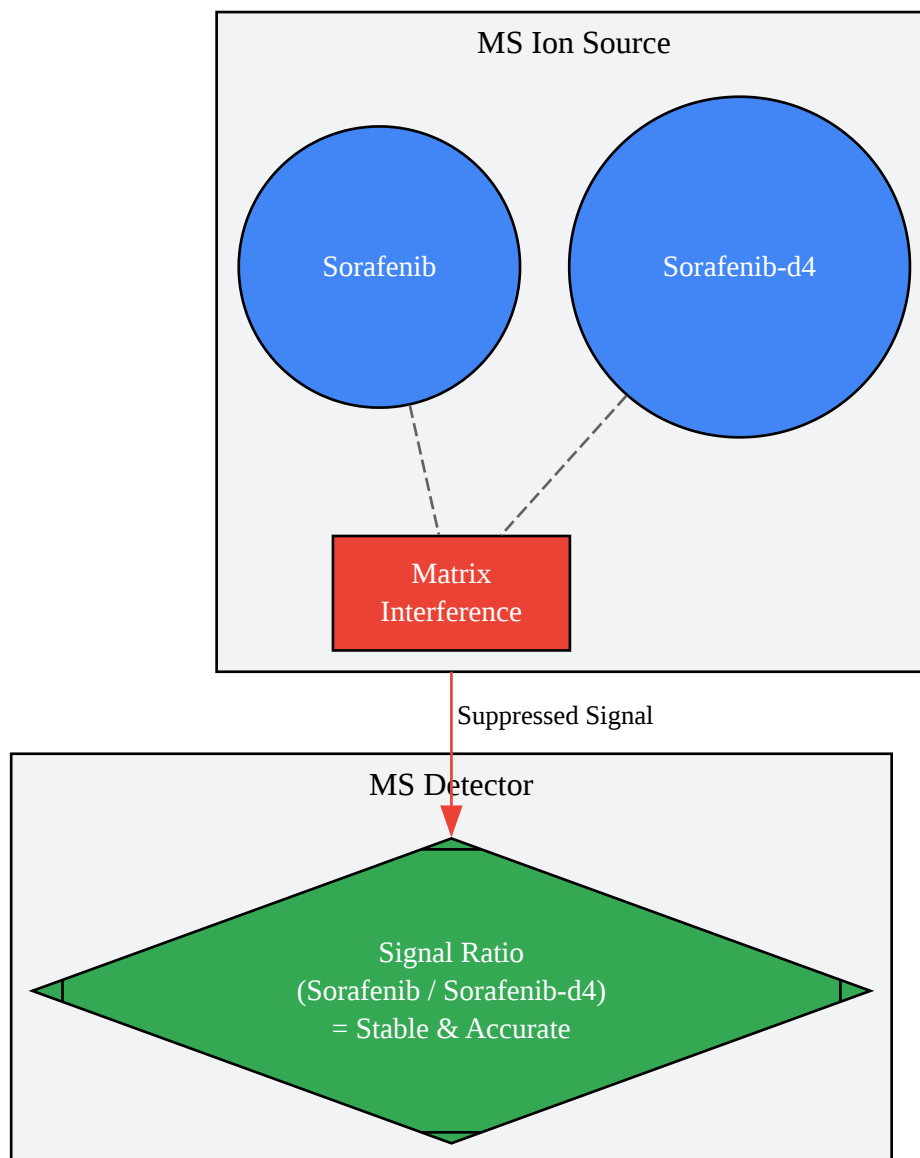 MS Ion Source
Sorafenib
Sorafenib-d4
Matrix
Interference
Suppressed Signal
MS Detector
Signal Ratio
(Sorafenib / Sorafenib-d4)
= Stable & Accurate